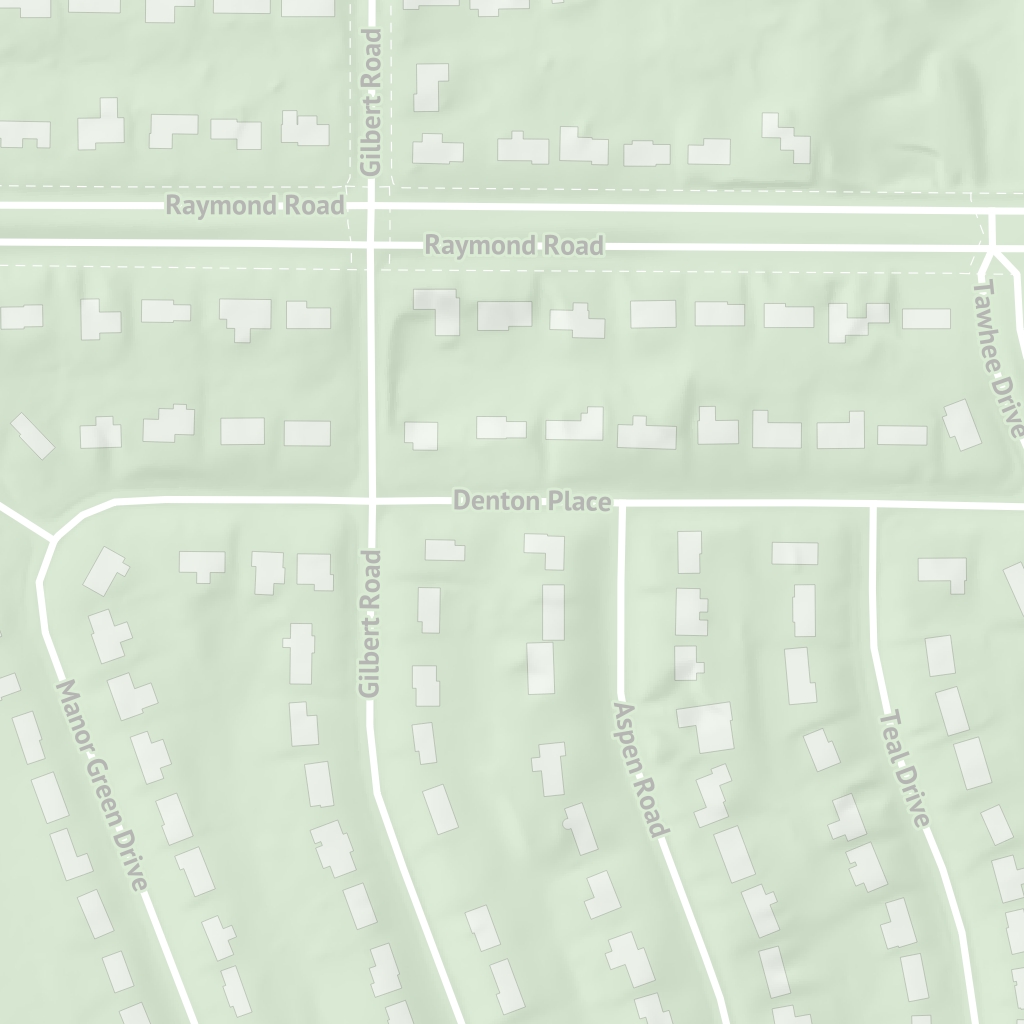 Gilbert Road
Raymond Road
Raymond Road
Tawhee Drive
Denton Place
Gilbert Road
Manor Green Drive
Aspen Road
Teal Drive